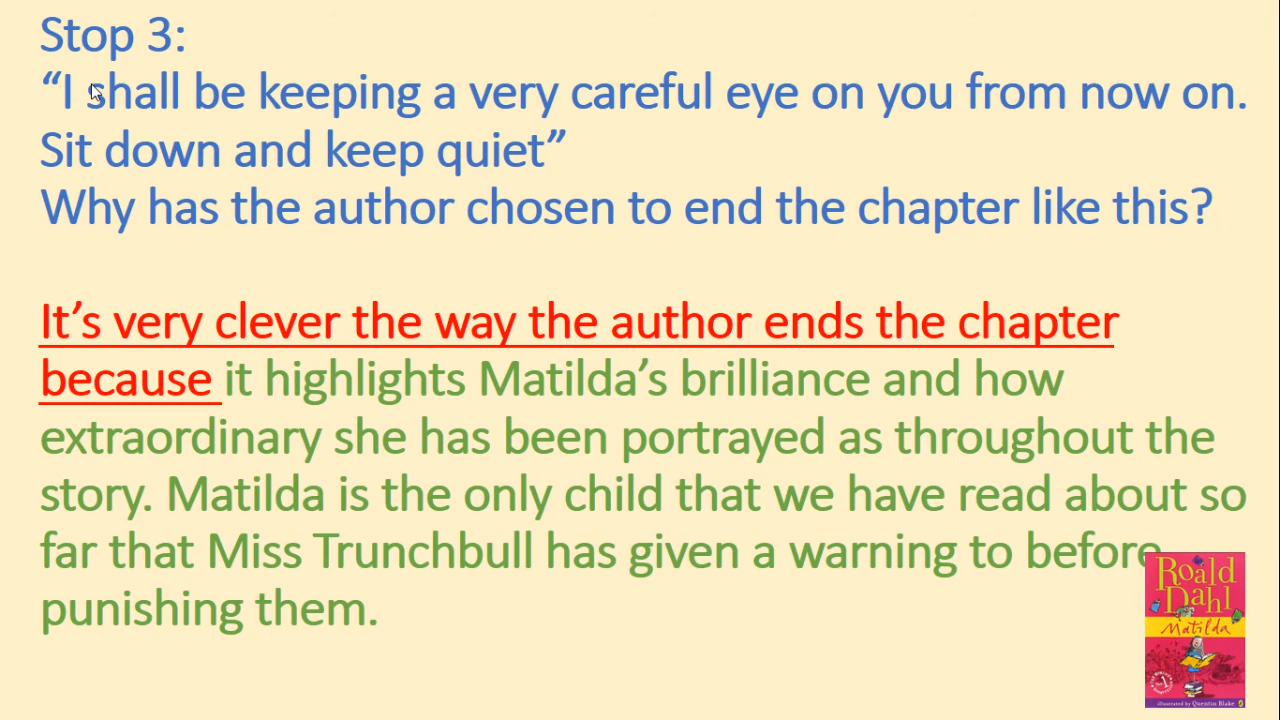 Stop 3:
“I shall be keeping a very careful eye on you from now on.
Sit down and keep quiet”
Why has the author chosen to end the chapter like this?
It’s very clever the way the author ends the chapter
because it highlights Matilda’s brilliance and how
extraordinary she has been portrayed as throughout the
story. Matilda is the only child that we have read about so
far that Miss Trunchbull has given a warning to before
punishing them.
Roald
Dahl
Matilda
illustrated by Quentin Blake